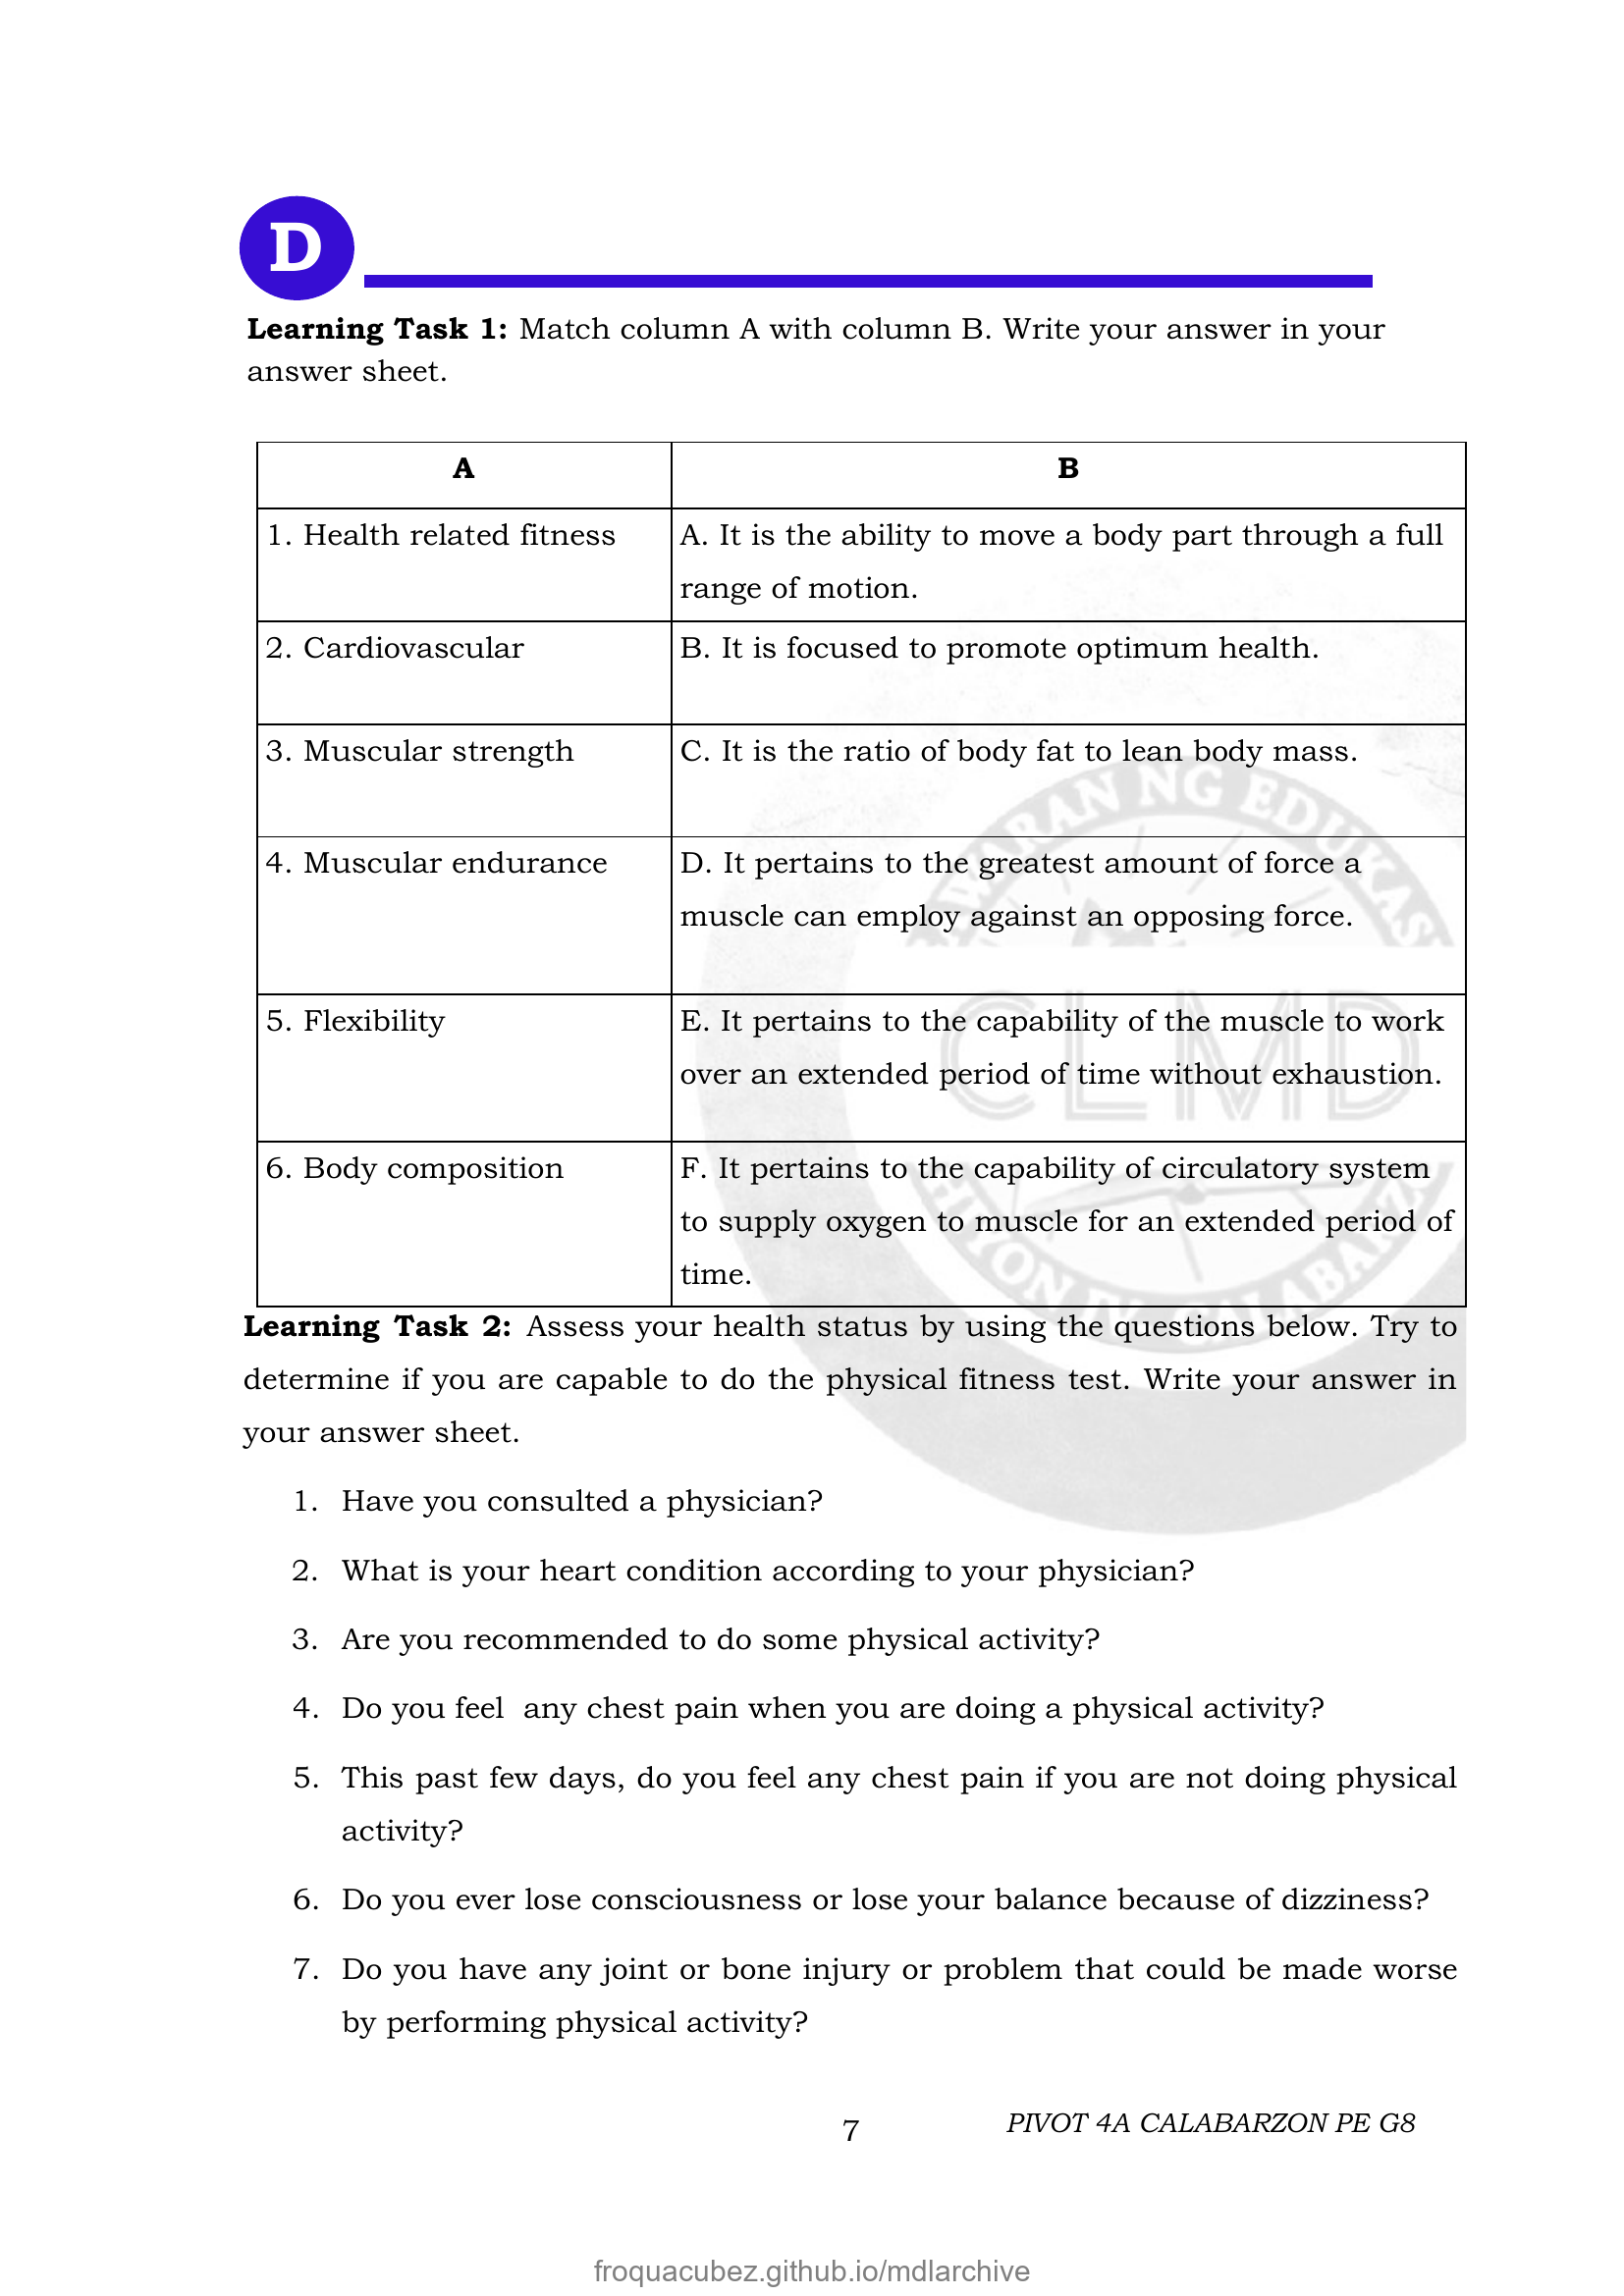 D
Learning Task 1: Match column A with column B. Write your answer in your
answer sheet.
A
B
1. Health related fitness
A. It is the ability to move a body part through a full
range of motion.
2. Cardiovascular
B. It is focused to promote optimum health.
3. Muscular strength
C. It is the ratio of body fat to lean body mass.
4. Muscular endurance
D. It pertains to the greatest amount of force a
muscle can employ against an opposing force.
5. Flexibility
E. It pertains to the capability of the muscle to work
over an extended period of time without exhaustion.
6. Body composition
F. It pertains to the capability of circulatory system
to supply oxygen to muscle for an extended period of
time.
NG EDUKAS
CLMD
Learning Task 2: Assess your health status by using the questions below. Try to
determine if you are capable to do the physical fitness test. Write your answer in
your answer sheet.
1. Have you consulted a physician?
2. What is your heart condition according to your physician?
3. Are you recommended to do some physical activity?
4. Do you feel  any chest pain when you are doing a physical activity?
5. This past few days, do you feel any chest pain if you are not doing physical
activity?
6. Do you ever lose consciousness or lose your balance because of dizziness?
7. Do you have any joint or bone injury or problem that could be made worse
by performing physical activity?
7
PIVOT 4A CALABARZON PE G8
froquacubez.github.io/mdlarchive